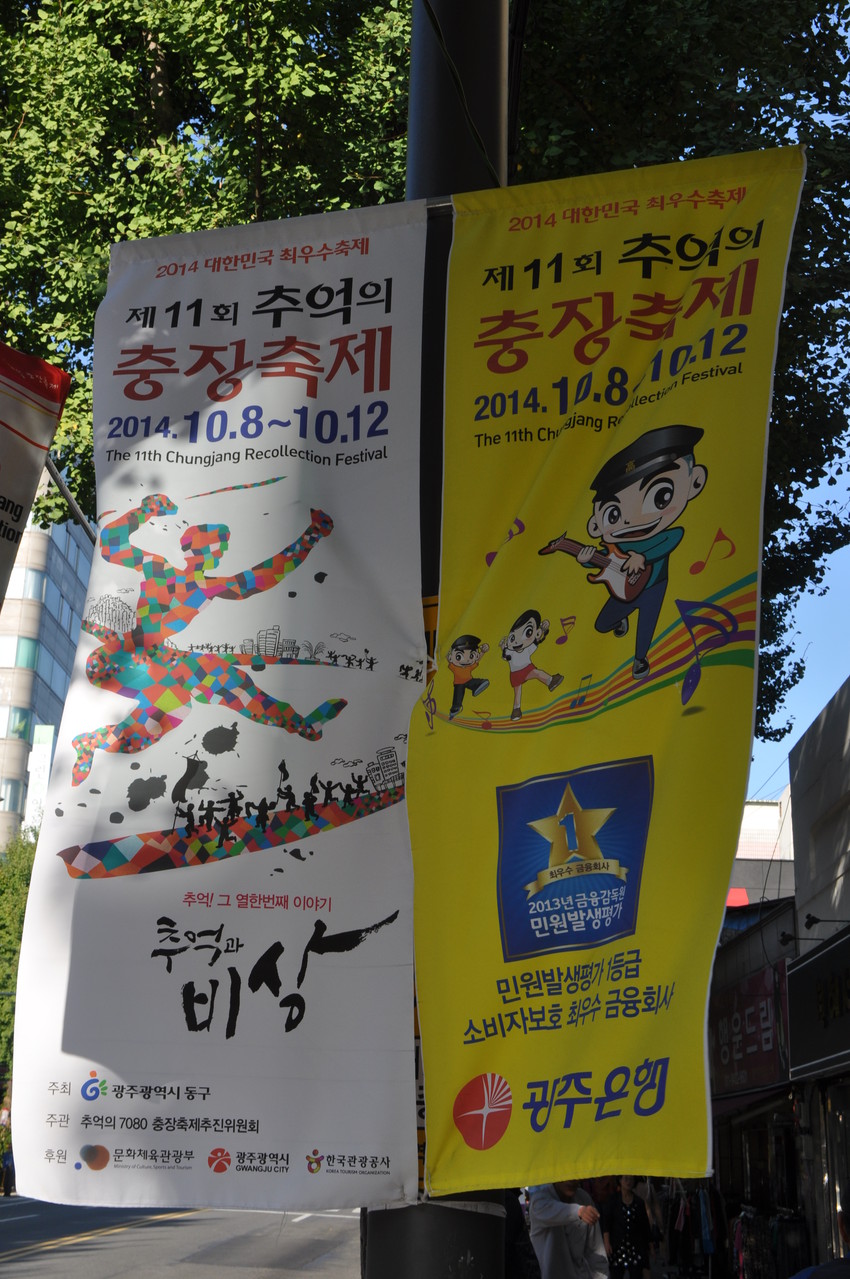 2014 대한민국 최우수축제
제11회 추억의
충장축제
2014.10.8~10.12
The 11th Chungjang Recollection Festival
추억! 그 열한번째 이야기
추억과
비상
주최 광주광역시 동구
주관 추억의 7080 충장축제추진위원회
후원 문화체육관광부 광주광역시 한국관광공사
Ministry of Culture, Sports and Tourism GWANGJU CITY KOREA TOURISM ORGANIZATION
2014 대한민국 최우수축제
제11회 추억의
충장축제
2014.10.8~10.12
The 11th Chungjang Recollection Festival
1
최우수 금융회사
2013년 금융감독원
민원발생평가
민원발생평가 1등급
소비자보호 최우수 금융회사
광주은행